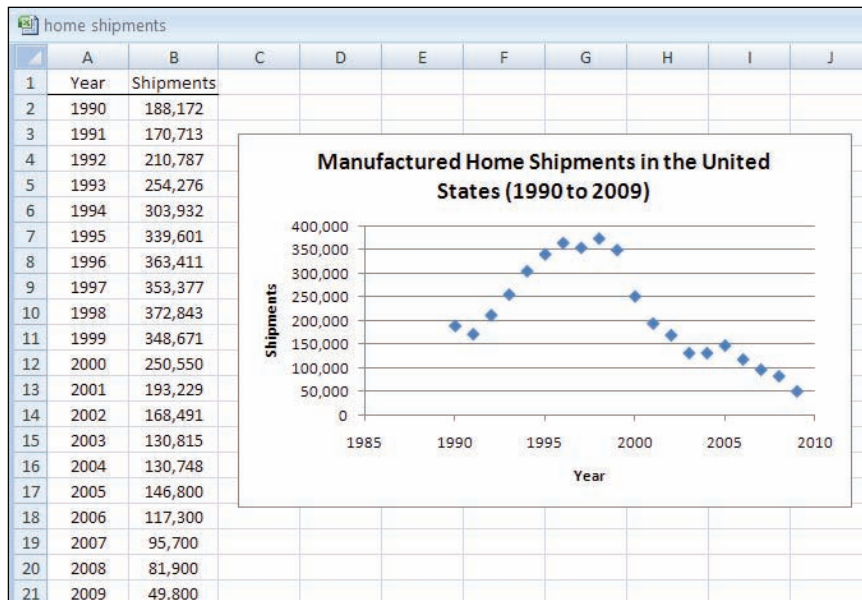 home shipments
A B C D E F G H I J
1 Year Shipments
2 1990 188,172
3 1991 170,713
4 1992 210,787
5 1993 254,276
6 1994 303,932
7 1995 339,601
8 1996 363,411
9 1997 353,377
10 1998 372,843
11 1999 348,671
12 2000 250,550
13 2001 193,229
14 2002 168,491
15 2003 130,815
16 2004 130,748
17 2005 146,800
18 2006 117,300
19 2007 95,700
20 2008 81,900
21 2009 49,800
Manufactured Home Shipments in the United
States (1990 to 2009)
Shipments
400,000
350,000
300,000
250,000
200,000
150,000
100,000
50,000
0
1985 1990 1995 2000 2005 2010
Year